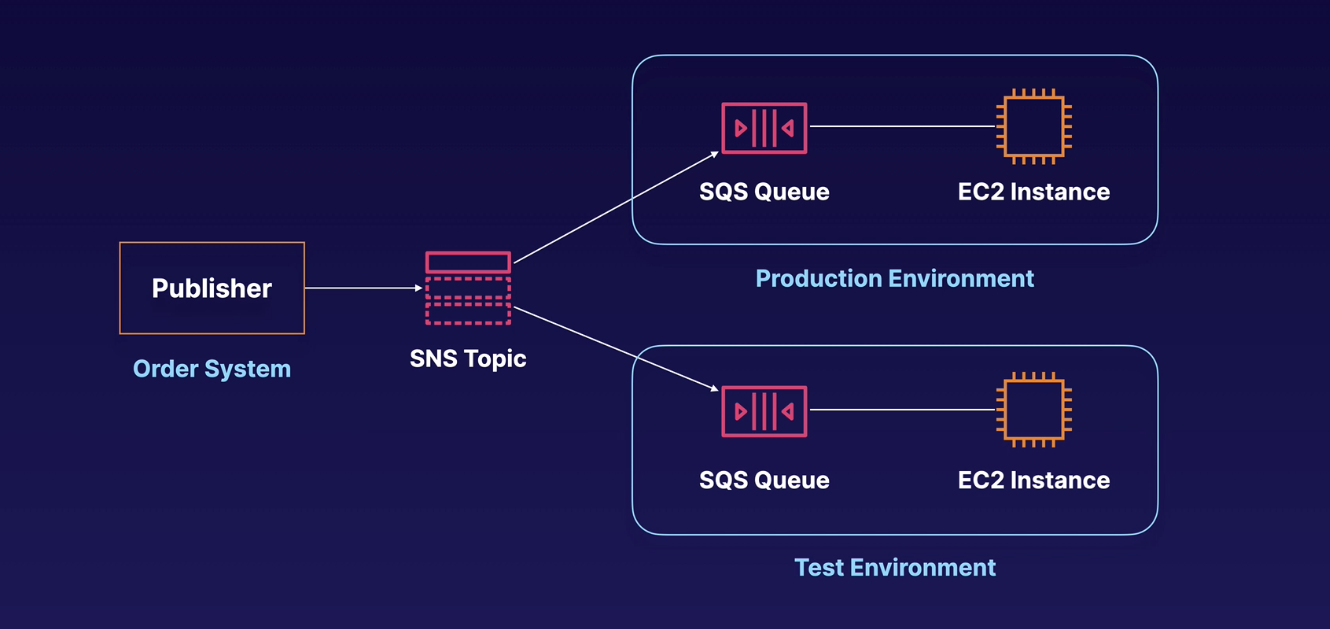 Publisher
Order System
SNS Topic
SQS Queue
EC2 Instance
Production Environment
SQS Queue
EC2 Instance
Test Environment